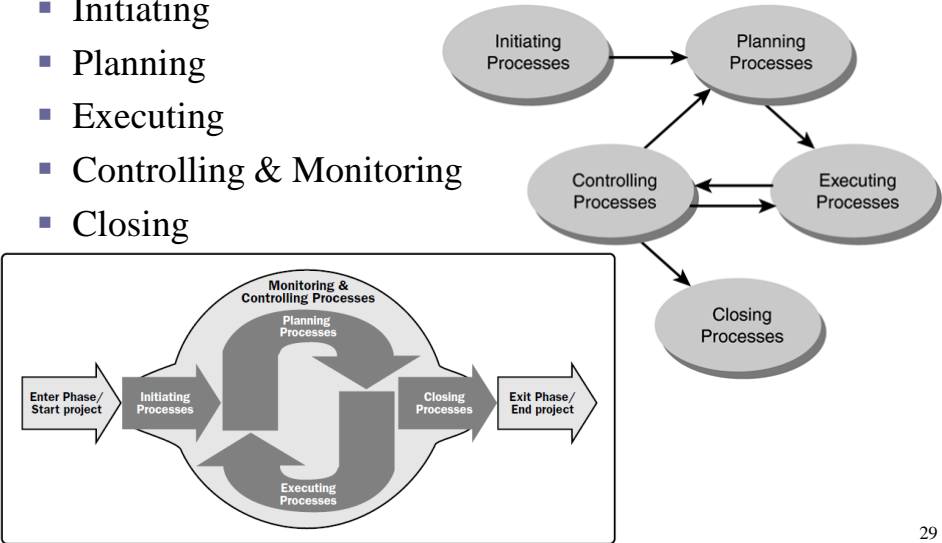 Initiating
Planning
Executing
Controlling & Monitoring
Closing
Initiating
Processes
Planning
Processes
Controlling
Processes
Executing
Processes
Closing
Processes
Monitoring &
Controlling Processes
Planning
Processes
Enter Phase/
Start project
Initiating
Processes
Closing
Processes
Exit Phase/
End project
Executing
Processes
29